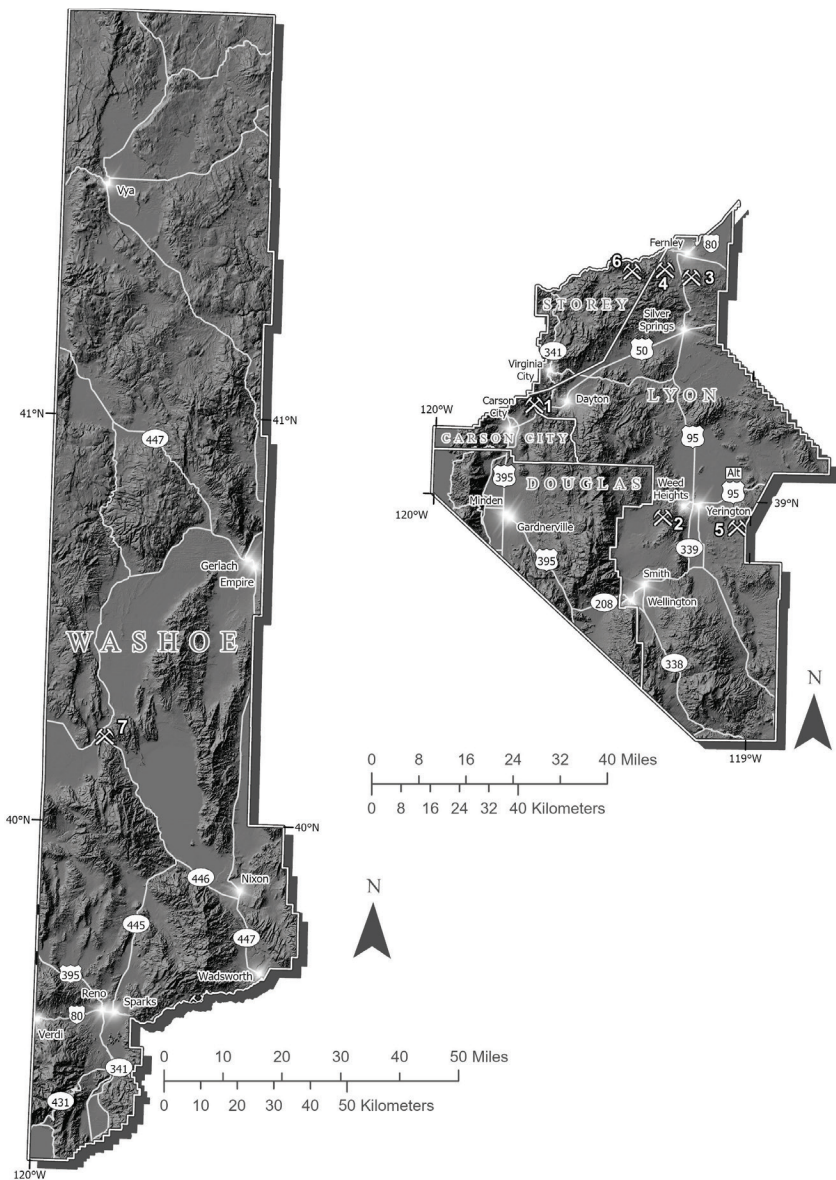 Vya
41°N
41°N
447
Gerlach
Empire
WASHOE
7
40°N
40°N
446
Nixon
445
447
Wadsworth
395
Reno
Sparks
80
Verdi
341
431
120°W
0 10 20 30 40 50 Miles
0 10 20 30 40 50 Kilometers
N
Fernley
80
6
4
3
STOREY
Silver
Springs
341
50
Virginia
City
LYON
1
Carson
City
Dayton
120°W
CARSON CITY
95
395
DOUGLAS
Alt
95
Weed
Heights
39°N
120°W
Minden
Yerington
Gardnerville
2
5
339
395
Smith
208
Wellington
338
N
119°W
0 8 16 24 32 40 Miles
0 8 16 24 32 40 Kilometers